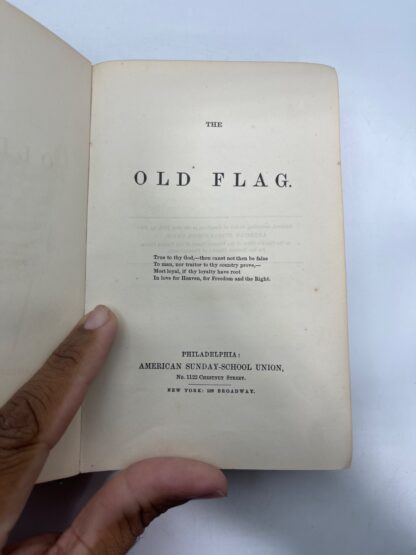 THE
OLD FLAG.
True to thy God,—then canst not then be false
To man, nor traitor to thy country prove,—
Most loyal, if thy loyalty have root
In love for Heaven, for Freedom and the Right.
PHILADELPHIA:
AMERICAN SUNDAY-SCHOOL UNION,
No. 1122 Chestnut Street.
NEW YORK: 599 BROADWAY.